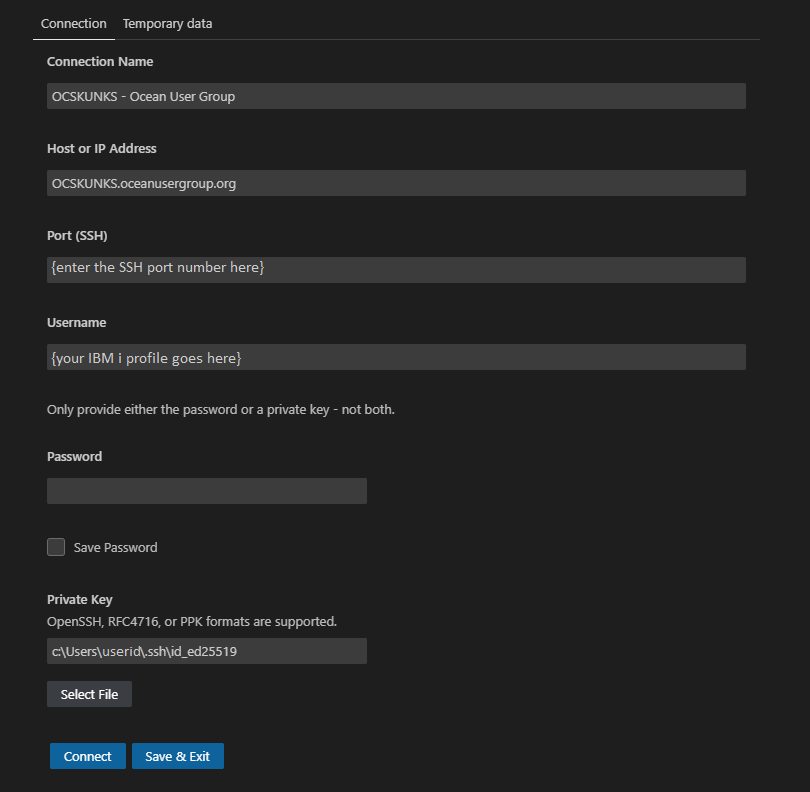 Connection Temporary data
Connection Name
OCSKUNKS - Ocean User Group
Host or IP Address
OCSKUNKS.oceanusergroup.org
Port (SSH)
{enter the SSH port number here}
Username
{your IBM i profile goes here}
Only provide either the password or a private key - not both.
Password
Save Password
Private Key
OpenSSH, RFC4716, or PPK formats are supported.
c:\Users\userid\.ssh\id_ed25519
Select File
Connect Save & Exit